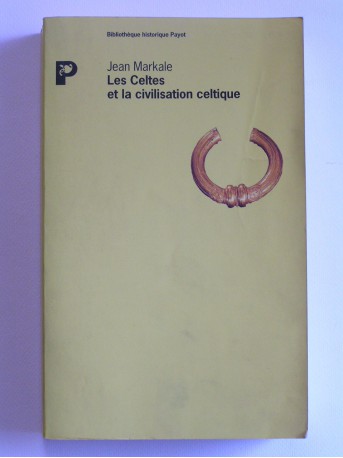 Bibliothèque historique Payot
P
Jean Markale
Les Celtes
et la civilisation celtique